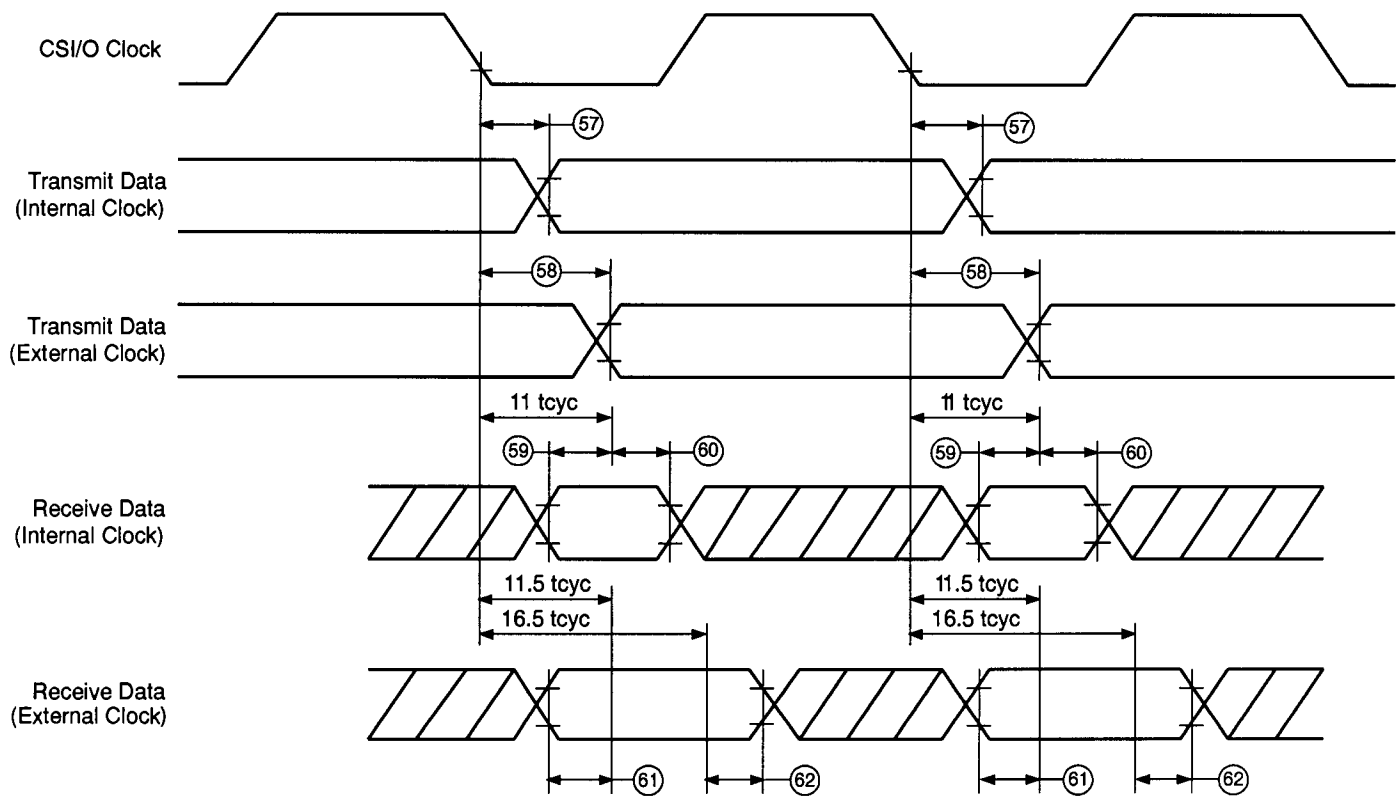 CSI/O Clock
57
57
Transmit Data
(Internal Clock)
58
58
Transmit Data
(External Clock)
11 tcyc
11 tcyc
59
60
59
60
Receive Data
(Internal Clock)
11.5 tcyc
11.5 tcyc
16.5 tcyc
16.5 tcyc
Receive Data
(External Clock)
61
62
61
62